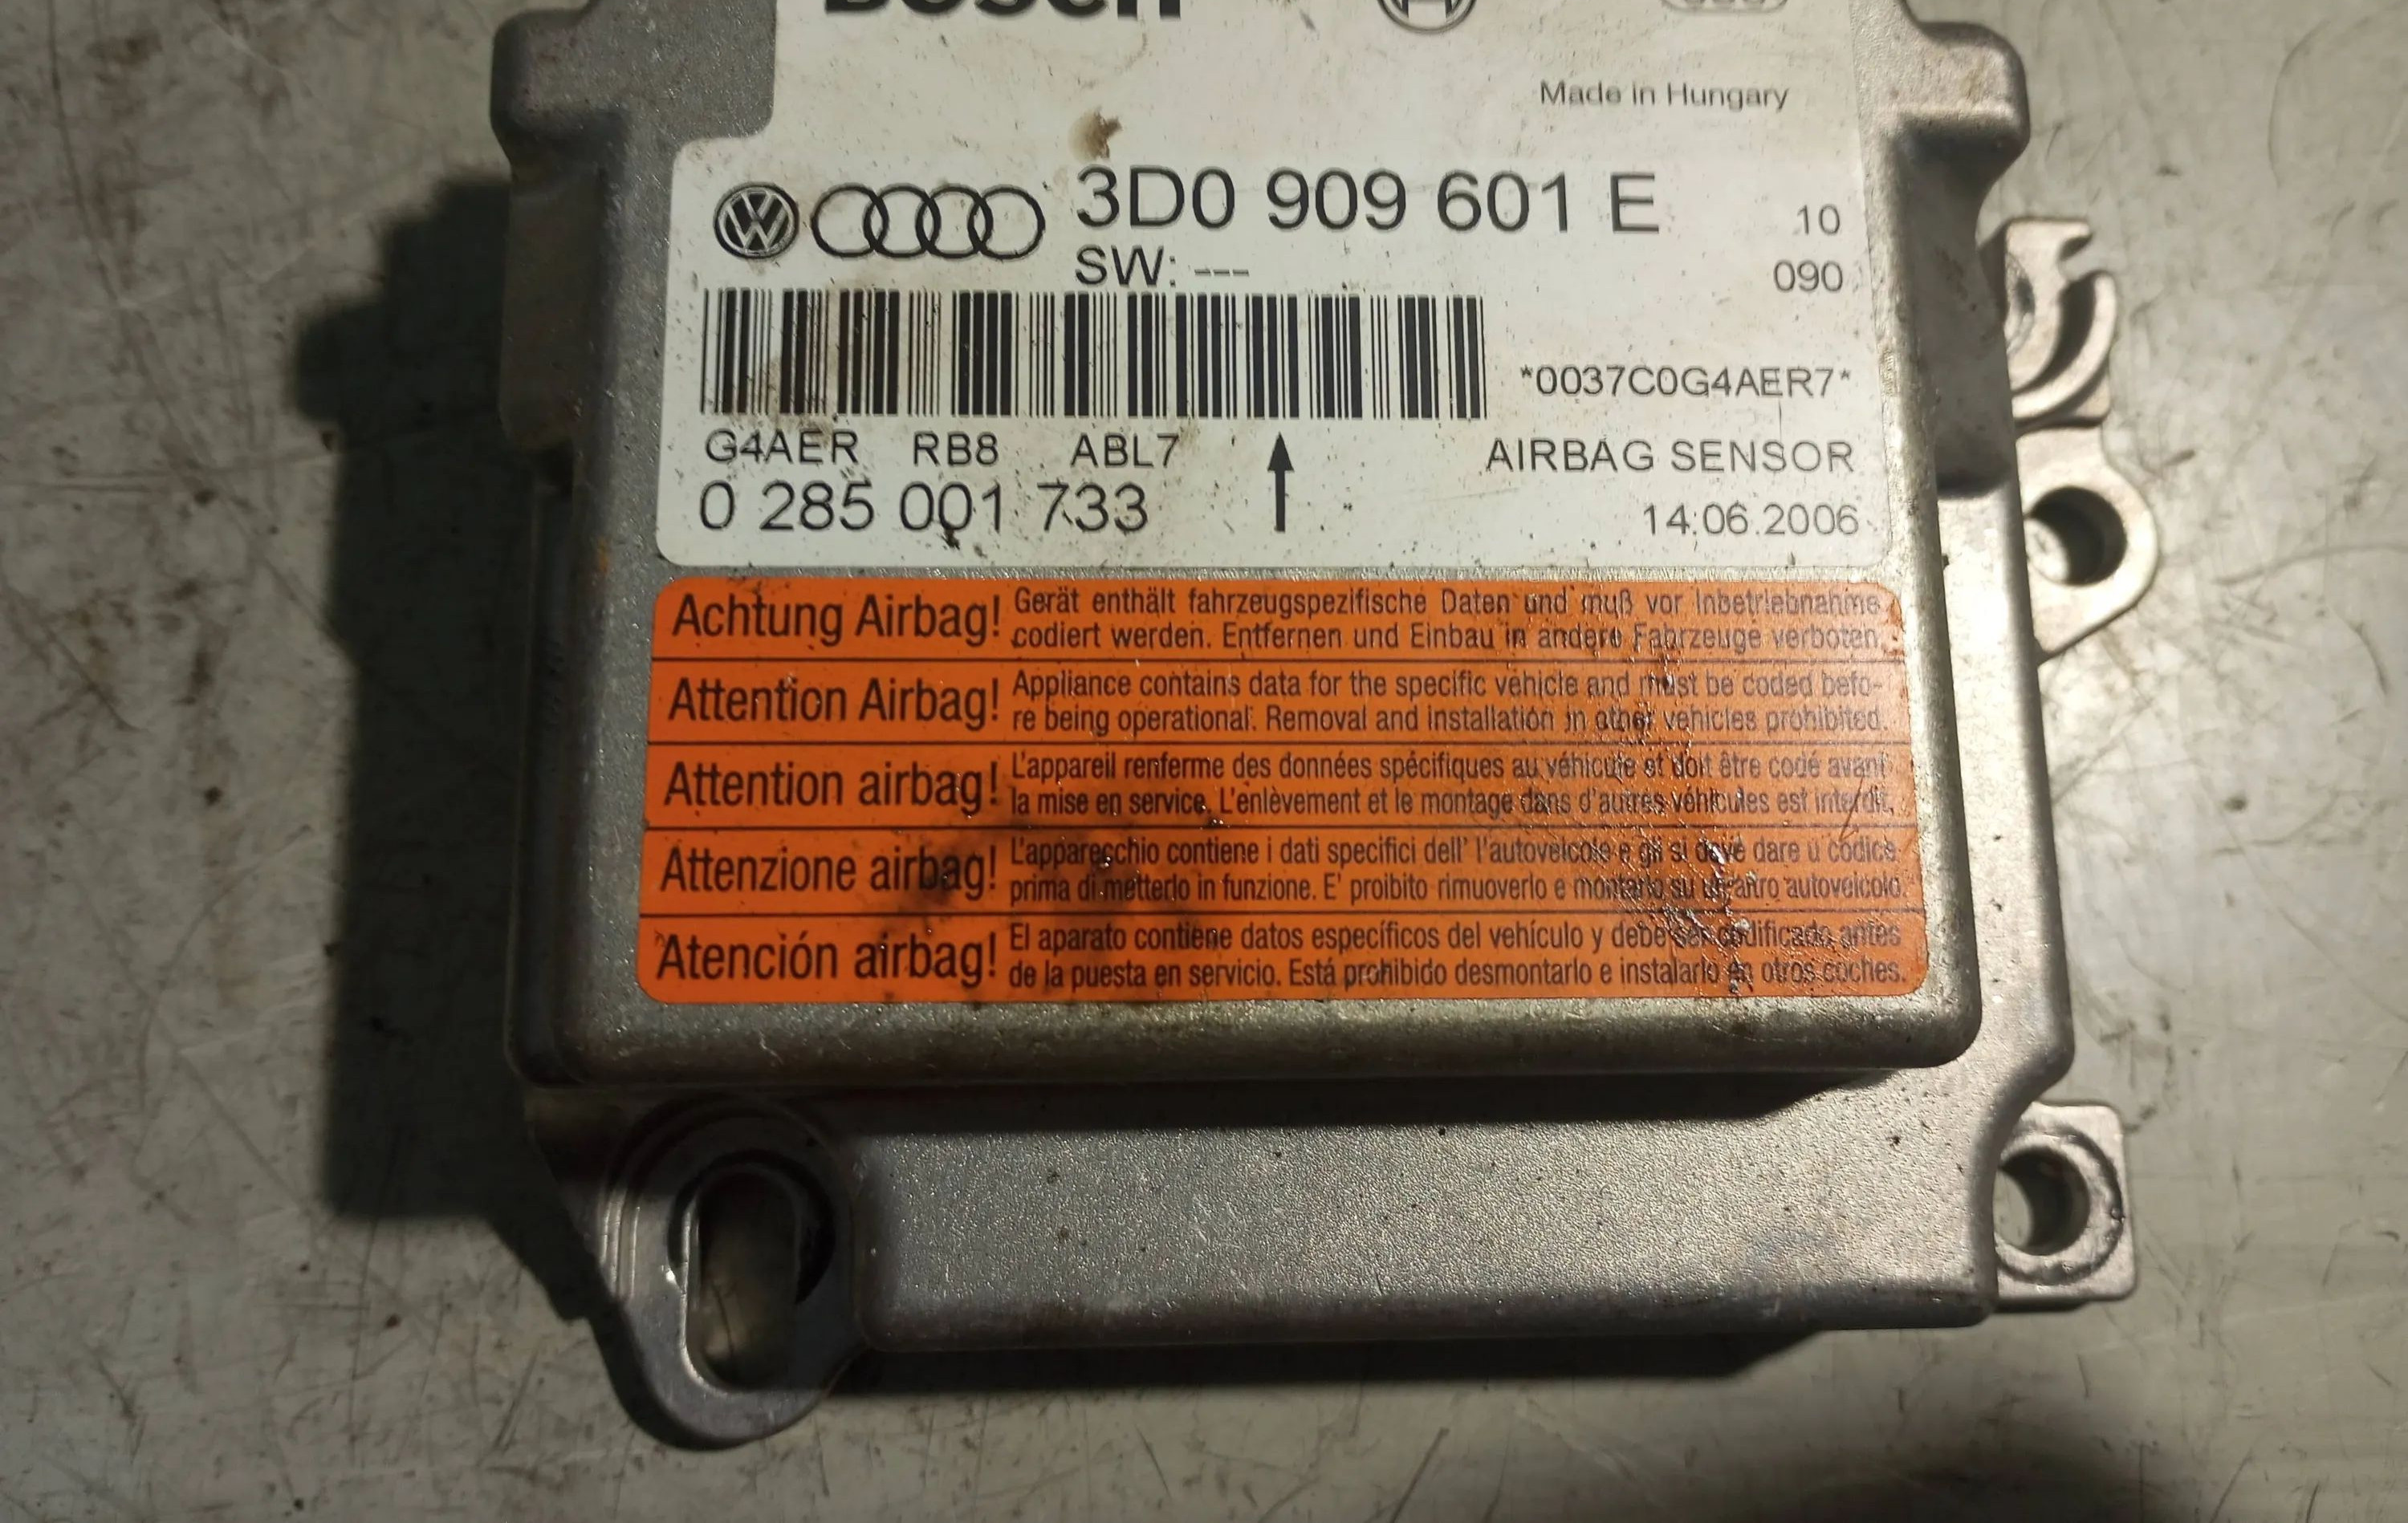 BOSCH
Made in Hungary
3D0 909 601 E
10
SW: ---
090
*0037C0G4AER7*
G4AER RB8 ABL7
AIRBAG SENSOR
0 285 001 733
14.06.2006
Achtung Airbag!
Gerät enthält fahrzeugspezifische Daten und muß vor Inbetriebnahme
codiert werden. Entfernen und Einbau in andere Fahrzeuge verboten.
Attention Airbag!
Appliance contains data for the specific vehicle and must be coded befo-
re being operational. Removal and installation in other vehicles prohibited.
Attention airbag!
L'appareil renferme des données spécifiques au véhicule et doit être codé avant
la mise en service. L'enlèvement et le montage dans d'autres véhicules est interdit.
Attenzione airbag!
L'apparecchio contiene i dati specifici dell' l'autoveicolo e gli si deve dare u codice
prima di metterlo in funzione. E' proibito rimuoverlo e montarlo su un altro autoveicolo.
Atención airbag!
El aparato contiene datos específicos del vehículo y debe ser codificado antes
de la puesta en servicio. Está prohibido desmontarlo e instalarlo en otros coches.